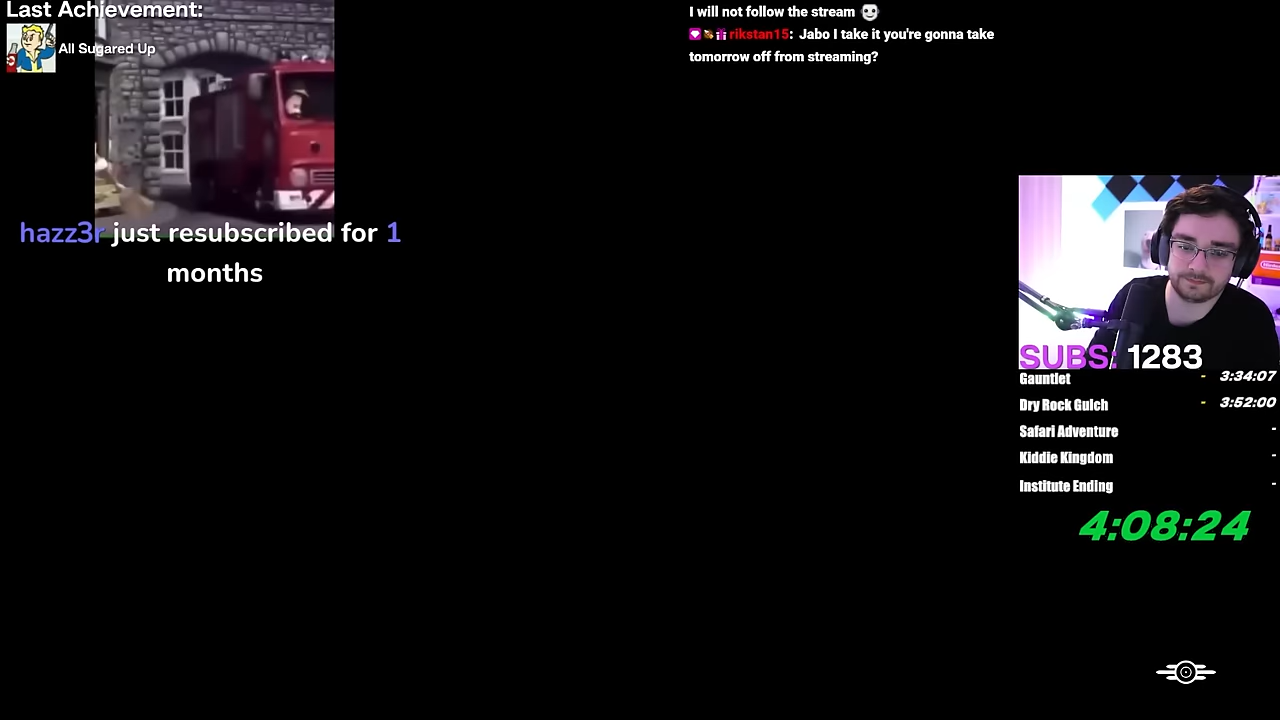 Last Achievement:
All Sugared Up
hazz3r just resubscribed for 1
months
I will not follow the stream
rikstan15: Jabo I take it you're gonna take
tomorrow off from streaming?
SUBS: 1283
Gauntlet - 3:34:07
Dry Rock Gulch - 3:52:00
Safari Adventure -
Kiddie Kingdom -
Institute Ending -
4:08:24